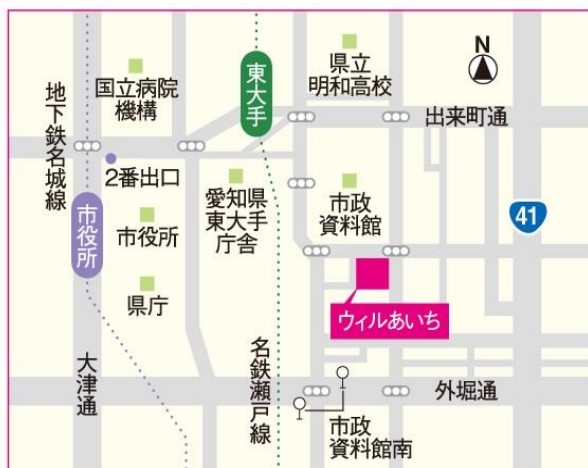 N
県立
明和高校
国立病院
機構
東大手
地下鉄名城線
出来町通
2番出口
愛知県
東大手
庁舎
市政
資料館
41
市役所
市役所
県庁
ウィルあいち
大津通
名鉄瀬戸線
外堀通
市政
資料館南